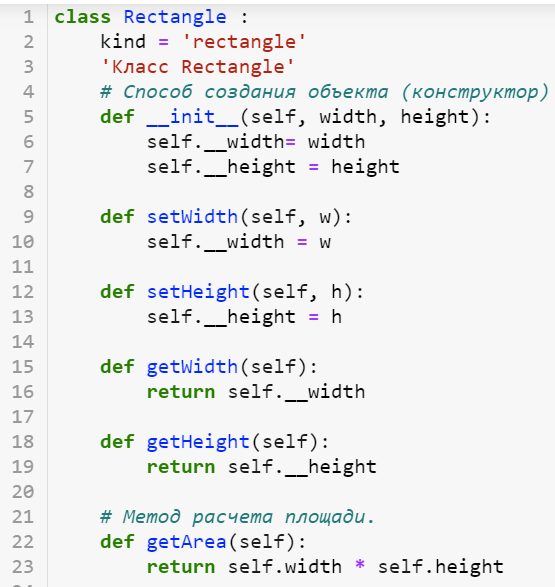 1 class Rectangle :
2     kind = 'rectangle'
3     'Класс Rectangle'
4     # Способ создания объекта (конструктор)
5     def __init__(self, width, height):
6         self.__width= width
7         self.__height = height
8
9     def setWidth(self, w):
10         self.__width = w
11
12     def setHeight(self, h):
13         self.__height = h
14
15     def getWidth(self):
16         return self.__width
17
18     def getHeight(self):
19         return self.__height
20
21     # Метод расчета площади.
22     def getArea(self):
23         return self.width * self.height